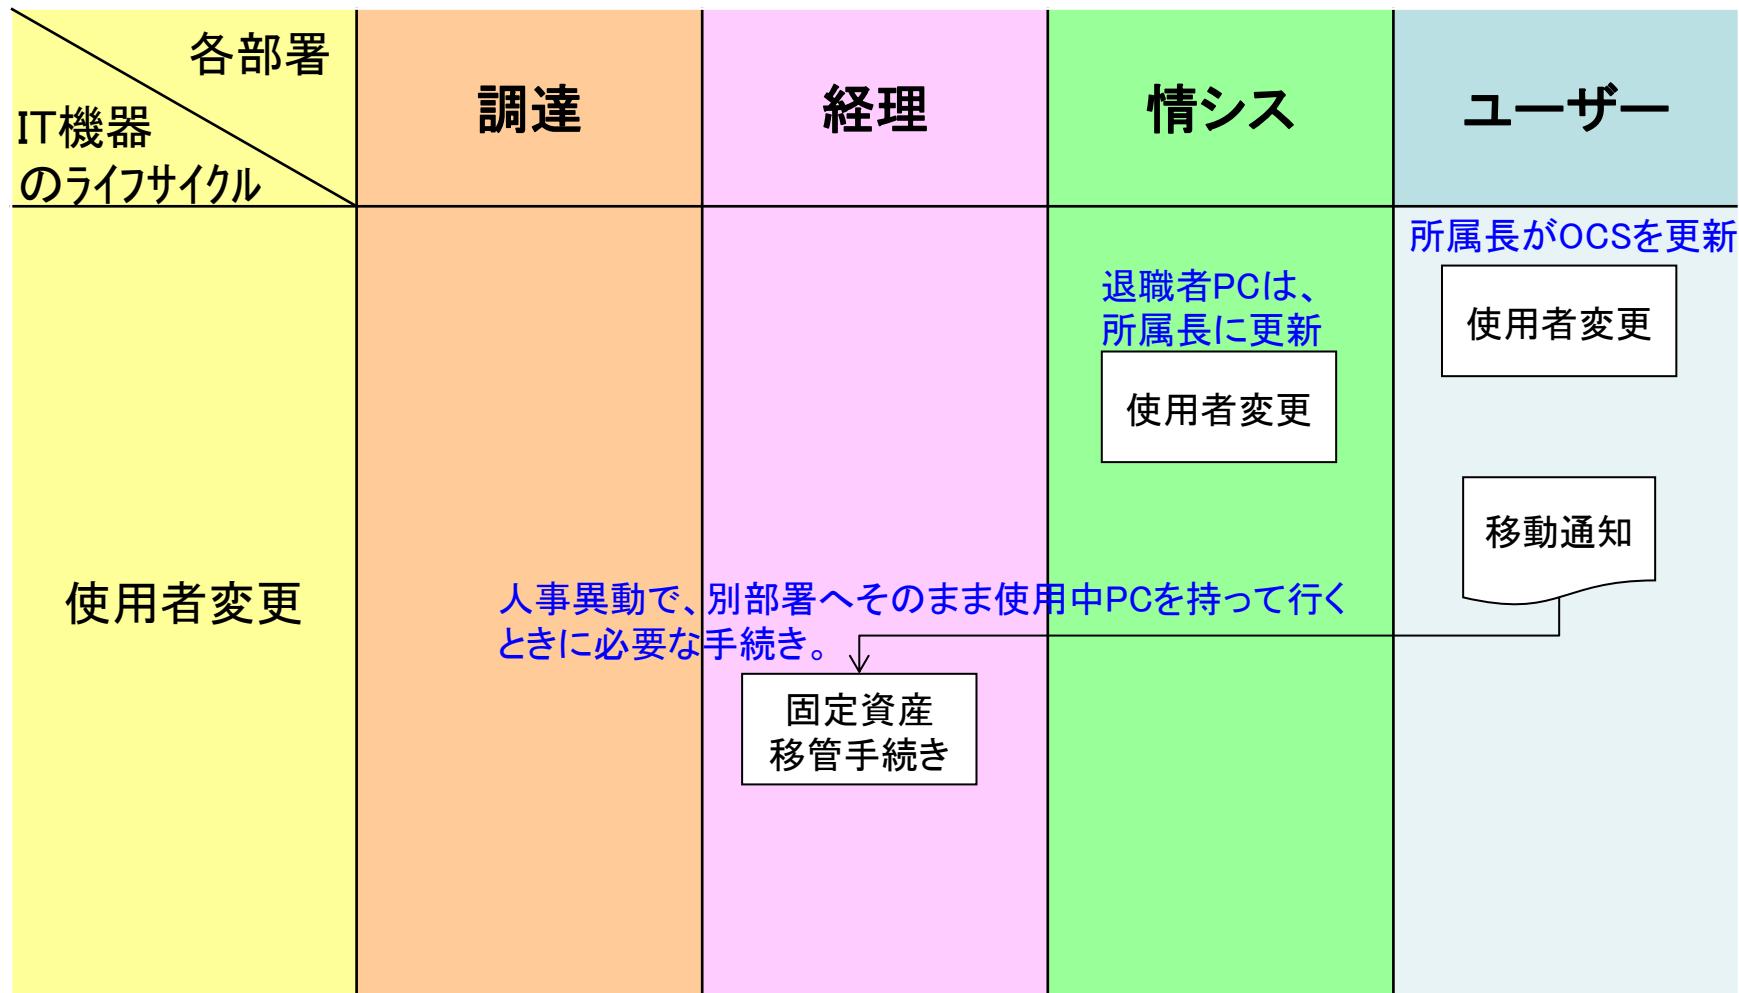 各部署
IT機器
のライフサイクル
調達
経理
情シス
ユーザー
使用者変更
所属長がOCSを更新
使用者変更
退職者PCは、
所属長に更新
使用者変更
移動通知
人事異動で、別部署へそのまま使用中PCを持って行く
ときに必要な手続き。
固定資産
移管手続き